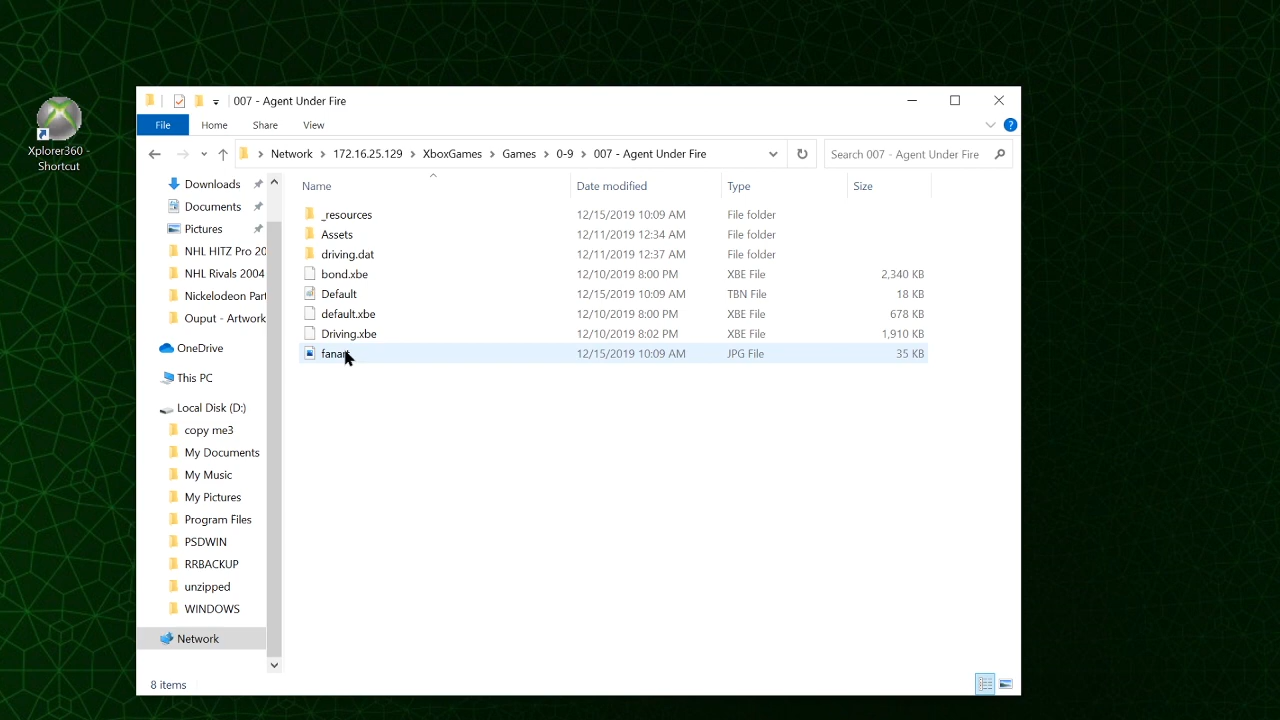 Xplorer360 -
Shortcut
007 - Agent Under Fire
File Home Share View
Network 172.16.25.129 XboxGames Games 0-9 007 - Agent Under Fire
Search 007 - Agent Under Fire
Downloads
Documents
Pictures
NHL HITZ Pro 20
NHL Rivals 2004
Nickelodeon Part
Ouput - Artwork
OneDrive
This PC
Local Disk (D:)
copy me3
My Documents
My Music
My Pictures
Program Files
PSDWIN
RRBACKUP
unzipped
WINDOWS
Network
Name Date modified Type Size
_resources 12/15/2019 10:09 AM File folder
Assets 12/11/2019 12:34 AM File folder
driving.dat 12/11/2019 12:37 AM File folder
bond.xbe 12/10/2019 8:00 PM XBE File 2,340 KB
Default 12/15/2019 10:09 AM TBN File 18 KB
default.xbe 12/10/2019 8:00 PM XBE File 678 KB
Driving.xbe 12/10/2019 8:02 PM XBE File 1,910 KB
fanart 12/15/2019 10:09 AM JPG File 35 KB
8 items